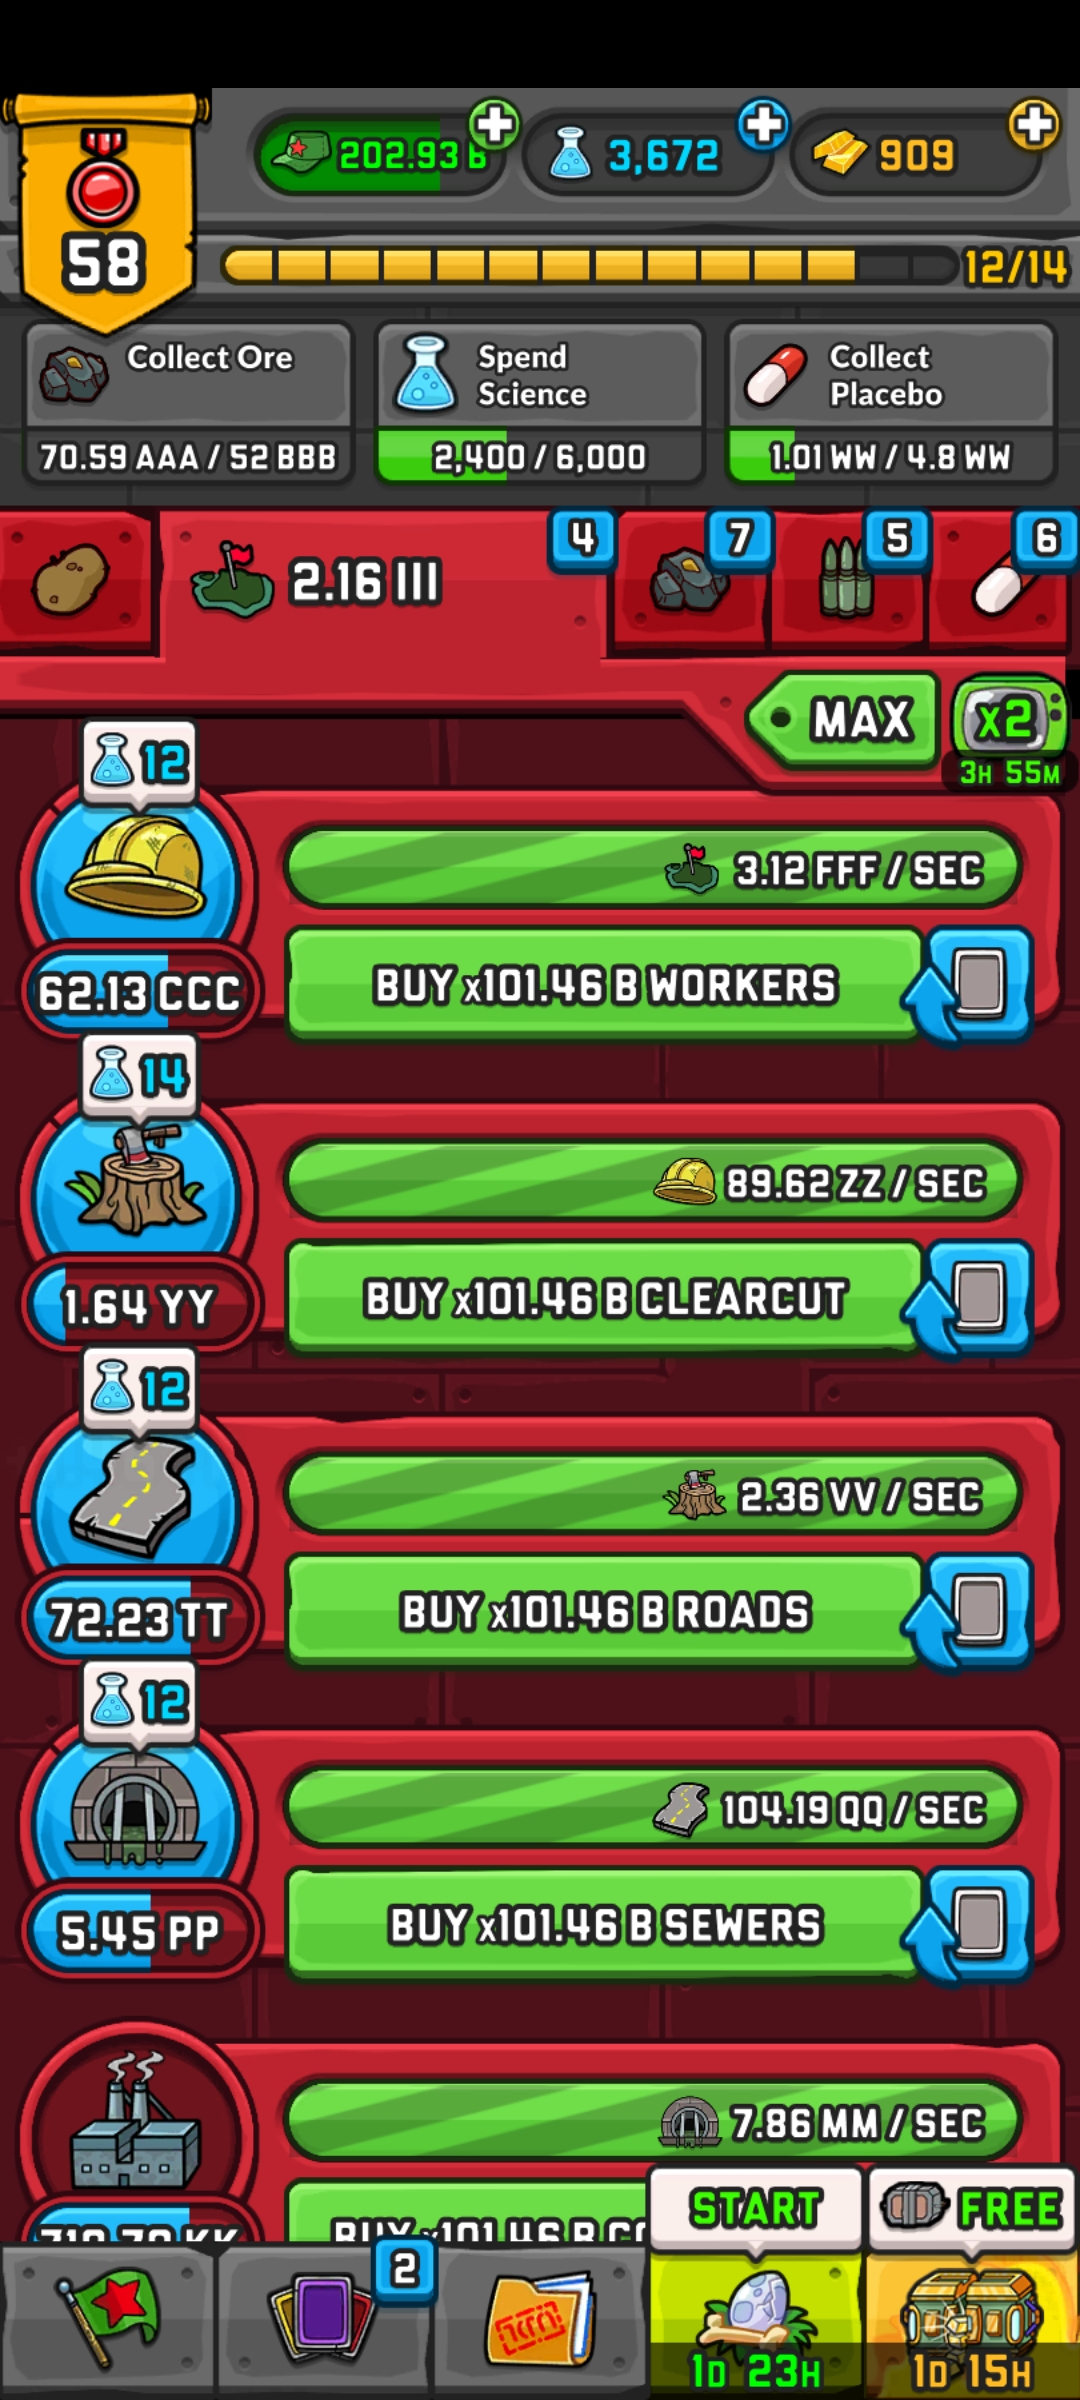 58
202.93 B
3,672
909
12/14
Collect Ore
70.59 AAA / 52 BBB
Spend
Science
2,400 / 6,000
Collect
Placebo
1.01 WW / 4.8 WW
2.16 III
4
7
5
6
MAX
x2
3H 55M
12
3.12 FFF / SEC
62.13 CCC
BUY x101.46 B WORKERS
14
89.62 ZZ / SEC
1.64 YY
BUY x101.46 B CLEARCUT
12
2.36 VV / SEC
72.23 TT
BUY x101.46 B ROADS
12
104.19 QQ / SEC
5.45 PP
BUY x101.46 B SEWERS
7.86 MM / SEC
BUY x101.46 B
START
FREE
2
1D 23H
1D 15H